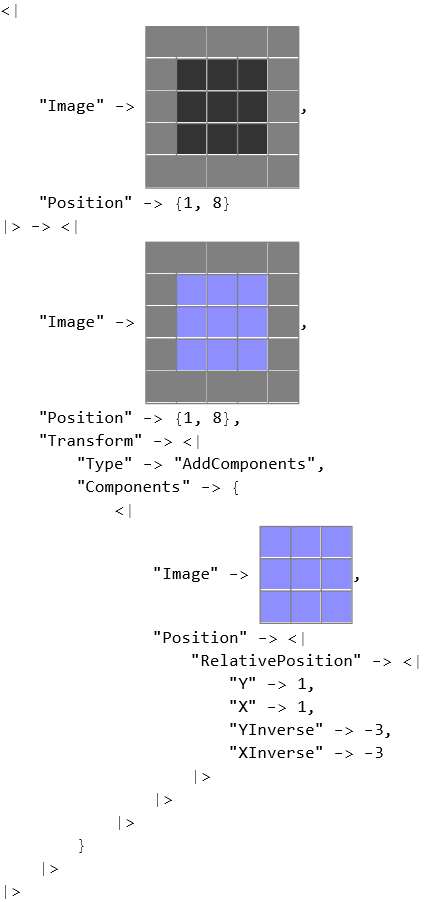 <|
"Image" -> ,
"Position" -> {1, 8}
|> -> <|
"Image" -> ,
"Position" -> {1, 8},
"Transform" -> <|
"Type" -> "AddComponents",
"Components" -> {
<|
"Image" -> ,
"Position" -> <|
"RelativePosition" -> <|
"Y" -> 1,
"X" -> 1,
"YInverse" -> -3,
"XInverse" -> -3
|>
|>
|>
}
|>
|>